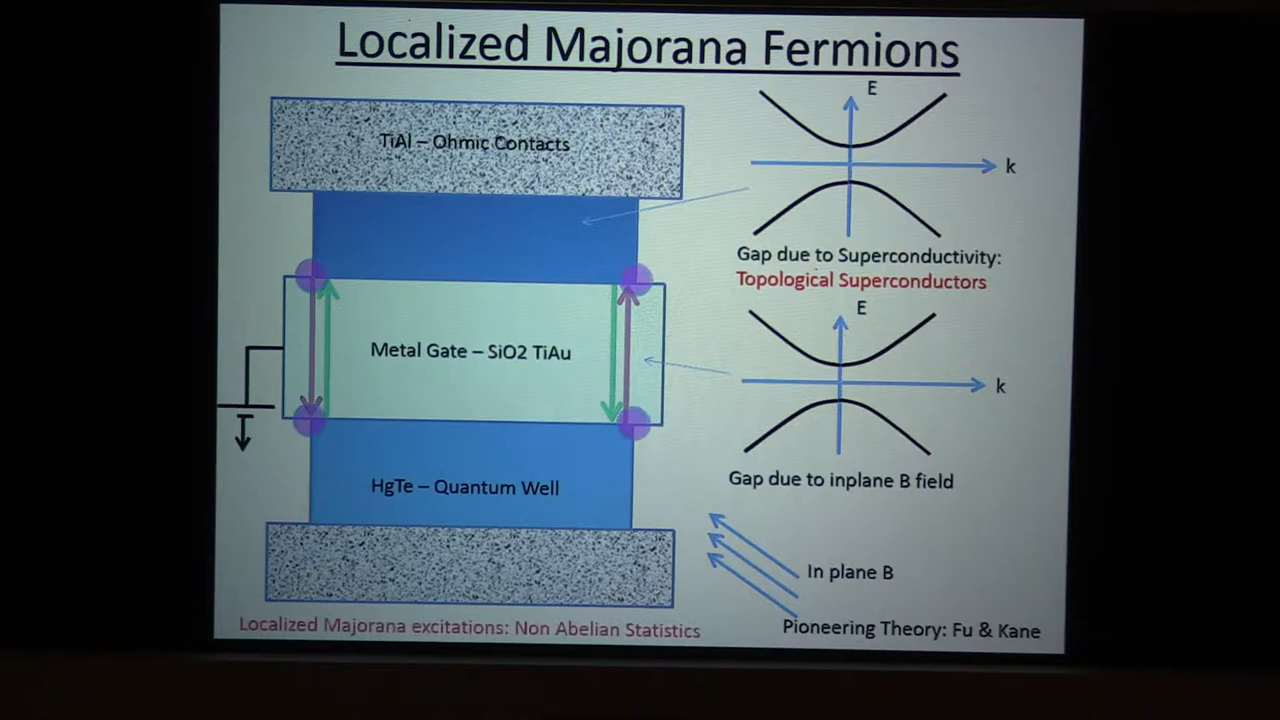 Localized Majorana Fermions
TiAl – Ohmic Contacts
E
k
Gap due to Superconductivity:
Topological Superconductors
Metal Gate – SiO2 TiAu
E
k
Gap due to inplane B field
HgTe – Quantum Well
In plane B
Localized Majorana excitations: Non Abelian Statistics
Pioneering Theory: Fu & Kane